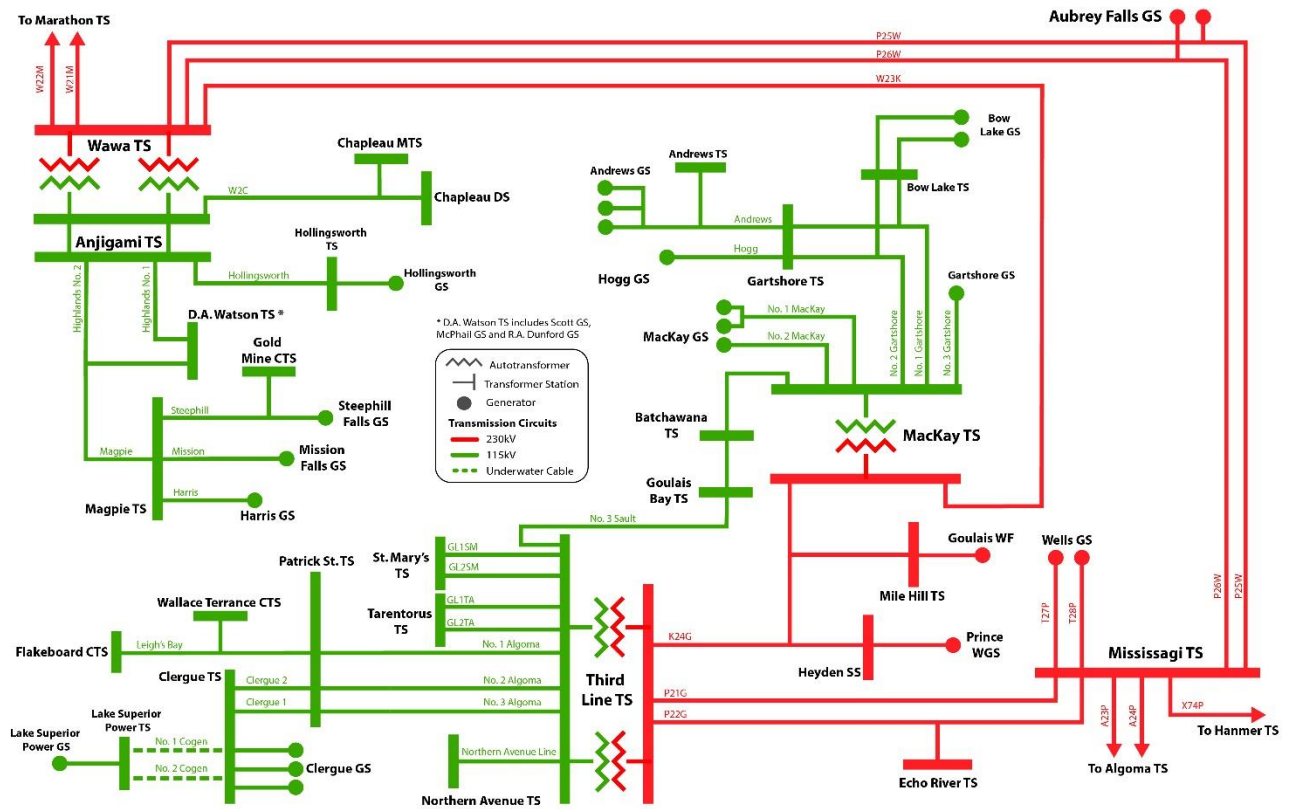 To Marathon TS
Aubrey Falls GS
P25W
P26W
W23K
W22M
W21M
Wawa TS
Chapleau MTS
W2C
Chapleau DS
Anjigami TS
Hollingsworth
TS
Hollingsworth
Hollingsworth
GS
Highlands No. 2
Highlands No. 1
D.A. Watson TS *
Gold
Mine CTS
Steephill
Steephill
Falls GS
Magpie
Mission
Mission
Falls GS
Harris
Harris GS
Magpie TS
* D.A. Watson TS includes Scott GS,
McPhail GS and R.A. Dunford GS
Autotransformer
Transformer Station
Generator
Transmission Circuits
230kV
115kV
Underwater Cable
Andrews GS
Andrews TS
Bow
Lake GS
Bow Lake TS
Andrews
Hogg
Hogg GS
Gartshore TS
Gartshore GS
MacKay GS
No. 1 MacKay
No. 2 MacKay
No. 2 Gartshore
No. 1 Gartshore
No. 3 Gartshore
Batchawana
TS
MacKay TS
Goulais
Bay TS
No. 3 Sault
Goulais WF
Mile Hill TS
Wells GS
T27P
T28P
P26W
P25W
Patrick St. TS
St. Mary's
TS
GL1SM
GL2SM
Tarentorus
TS
GL1TA
GL2TA
Wallace Terrance CTS
Flakeboard CTS
Leigh's Bay
No. 1 Algoma
Clergue TS
Clergue 2
No. 2 Algoma
Clergue 1
No. 3 Algoma
Third
Line TS
K24G
Heyden SS
Prince
WGS
Mississagi TS
P21G
P22G
A23P
A24P
X74P
To Hanmer TS
To Algoma TS
Echo River TS
Lake Superior
Power TS
Lake Superior
Power GS
No. 1 Cogen
No. 2 Cogen
Clergue GS
Northern Avenue Line
Northern Avenue TS